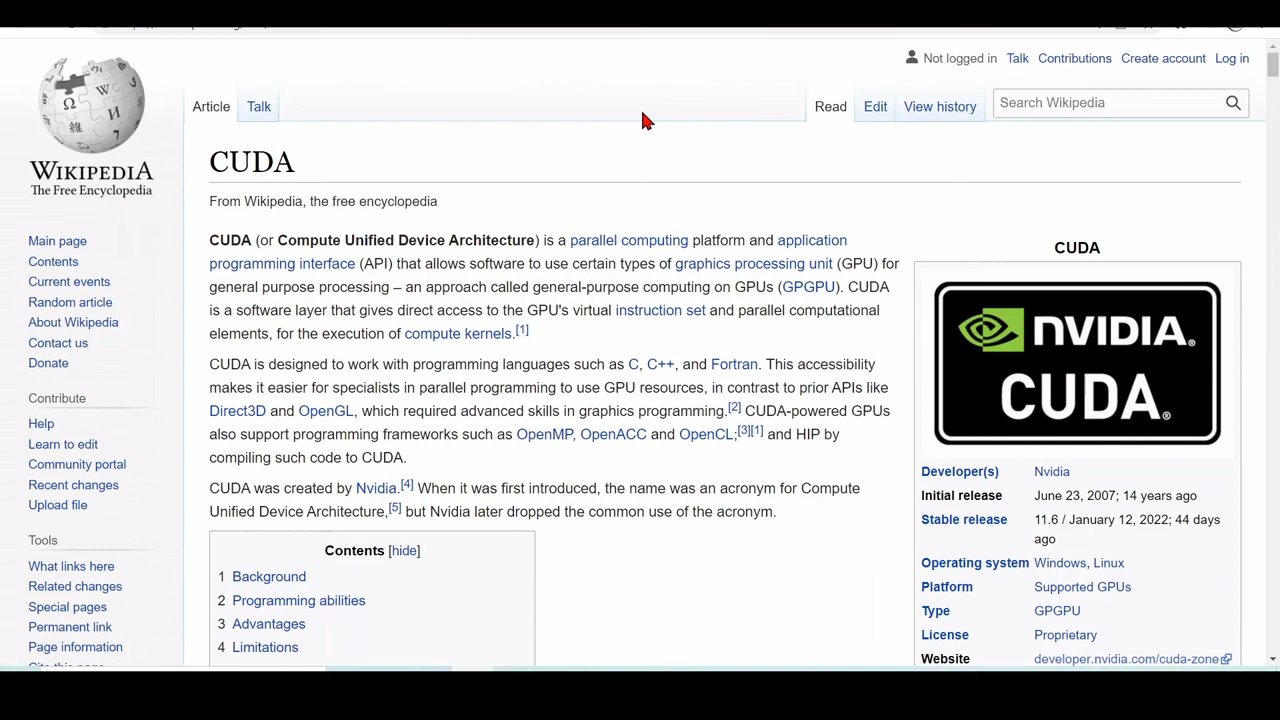 Not logged in Talk Contributions Create account Log in
Article Talk Read Edit View history Search Wikipedia
WIKIPEDIA
The Free Encyclopedia
Main page
Contents
Current events
Random article
About Wikipedia
Contact us
Donate
Contribute
Help
Learn to edit
Community portal
Recent changes
Upload file
Tools
What links here
Related changes
Special pages
Permanent link
Page information
CUDA
From Wikipedia, the free encyclopedia
CUDA (or Compute Unified Device Architecture) is a parallel computing platform and application
programming interface (API) that allows software to use certain types of graphics processing unit (GPU) for
general purpose processing – an approach called general-purpose computing on GPUs (GPGPU). CUDA
is a software layer that gives direct access to the GPU's virtual instruction set and parallel computational
elements, for the execution of compute kernels.[1]
CUDA is designed to work with programming languages such as C, C++, and Fortran. This accessibility
makes it easier for specialists in parallel programming to use GPU resources, in contrast to prior APIs like
Direct3D and OpenGL, which required advanced skills in graphics programming.[2] CUDA-powered GPUs
also support programming frameworks such as OpenMP, OpenACC and OpenCL;[3][1] and HIP by
compiling such code to CUDA.
CUDA was created by Nvidia.[4] When it was first introduced, the name was an acronym for Compute
Unified Device Architecture,[5] but Nvidia later dropped the common use of the acronym.
Contents [hide]
1 Background
2 Programming abilities
3 Advantages
4 Limitations
CUDA
NVIDIA.
CUDA.
Developer(s) Nvidia
Initial release June 23, 2007; 14 years ago
Stable release 11.6 / January 12, 2022; 44 days
ago
Operating system Windows, Linux
Platform Supported GPUs
Type GPGPU
License Proprietary
Website developer.nvidia.com/cuda-zone